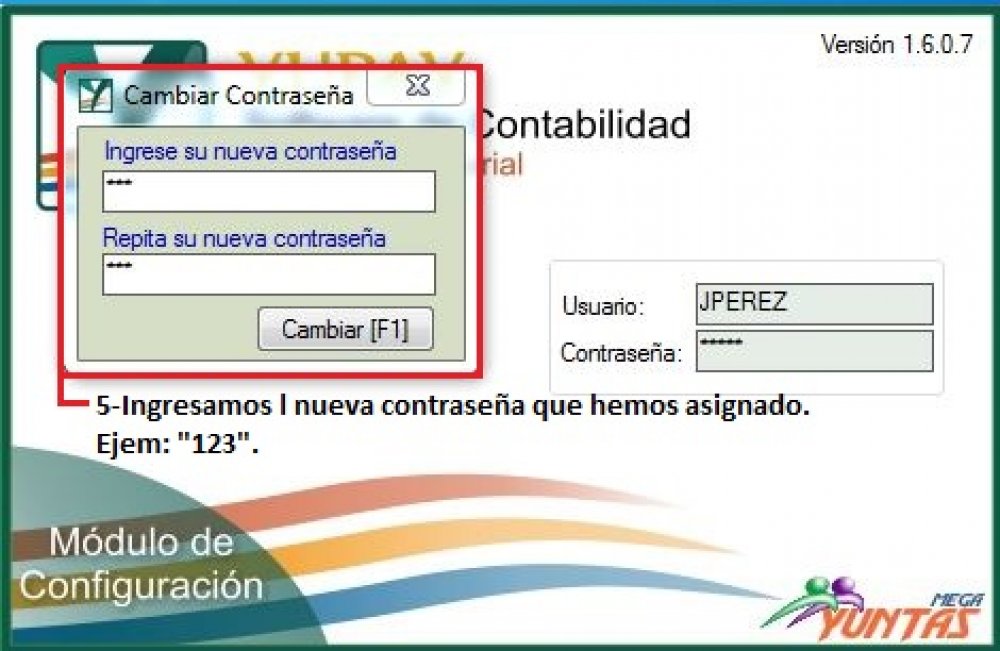 Versión 1.6.0.7
Cambiar Contraseña
Contabilidad
rial
Ingrese su nueva contraseña
***
Repita su nueva contraseña
***
Cambiar [F1]
Usuario: JPEREZ
Contraseña: *****
5-Ingresamos l nueva contraseña que hemos asignado.
Ejem: "123".
Módulo de
Configuración
MEGA
YUNTAS